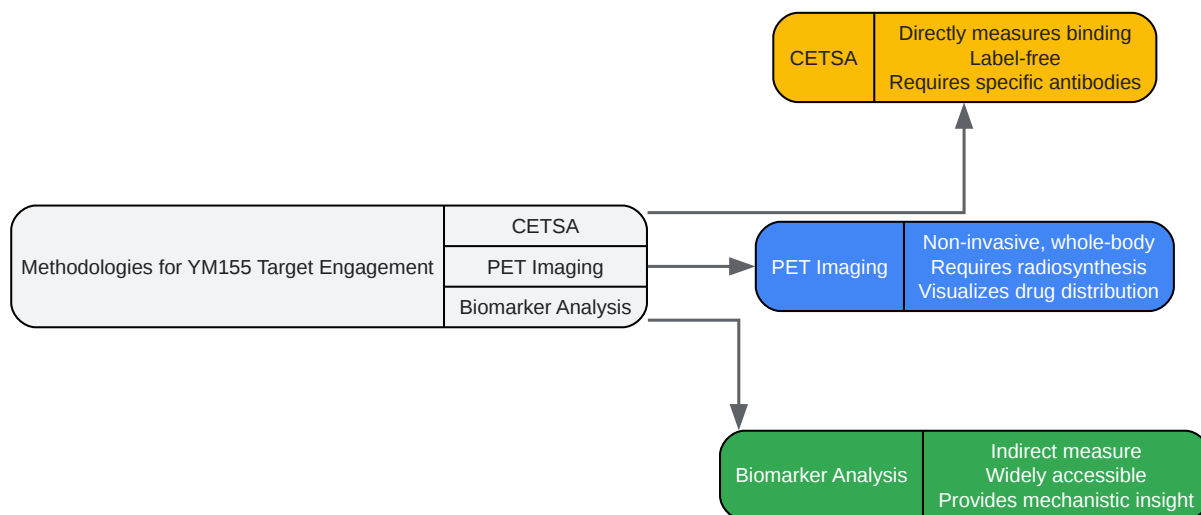 CETSA
Directly measures binding
Label-free
Requires specific antibodies
Methodologies for YM155 Target Engagement
CETSA
PET Imaging
Biomarker Analysis
PET Imaging
Non-invasive, whole-body
Requires radiosynthesis
Visualizes drug distribution
Biomarker Analysis
Indirect measure
Widely accessible
Provides mechanistic insight